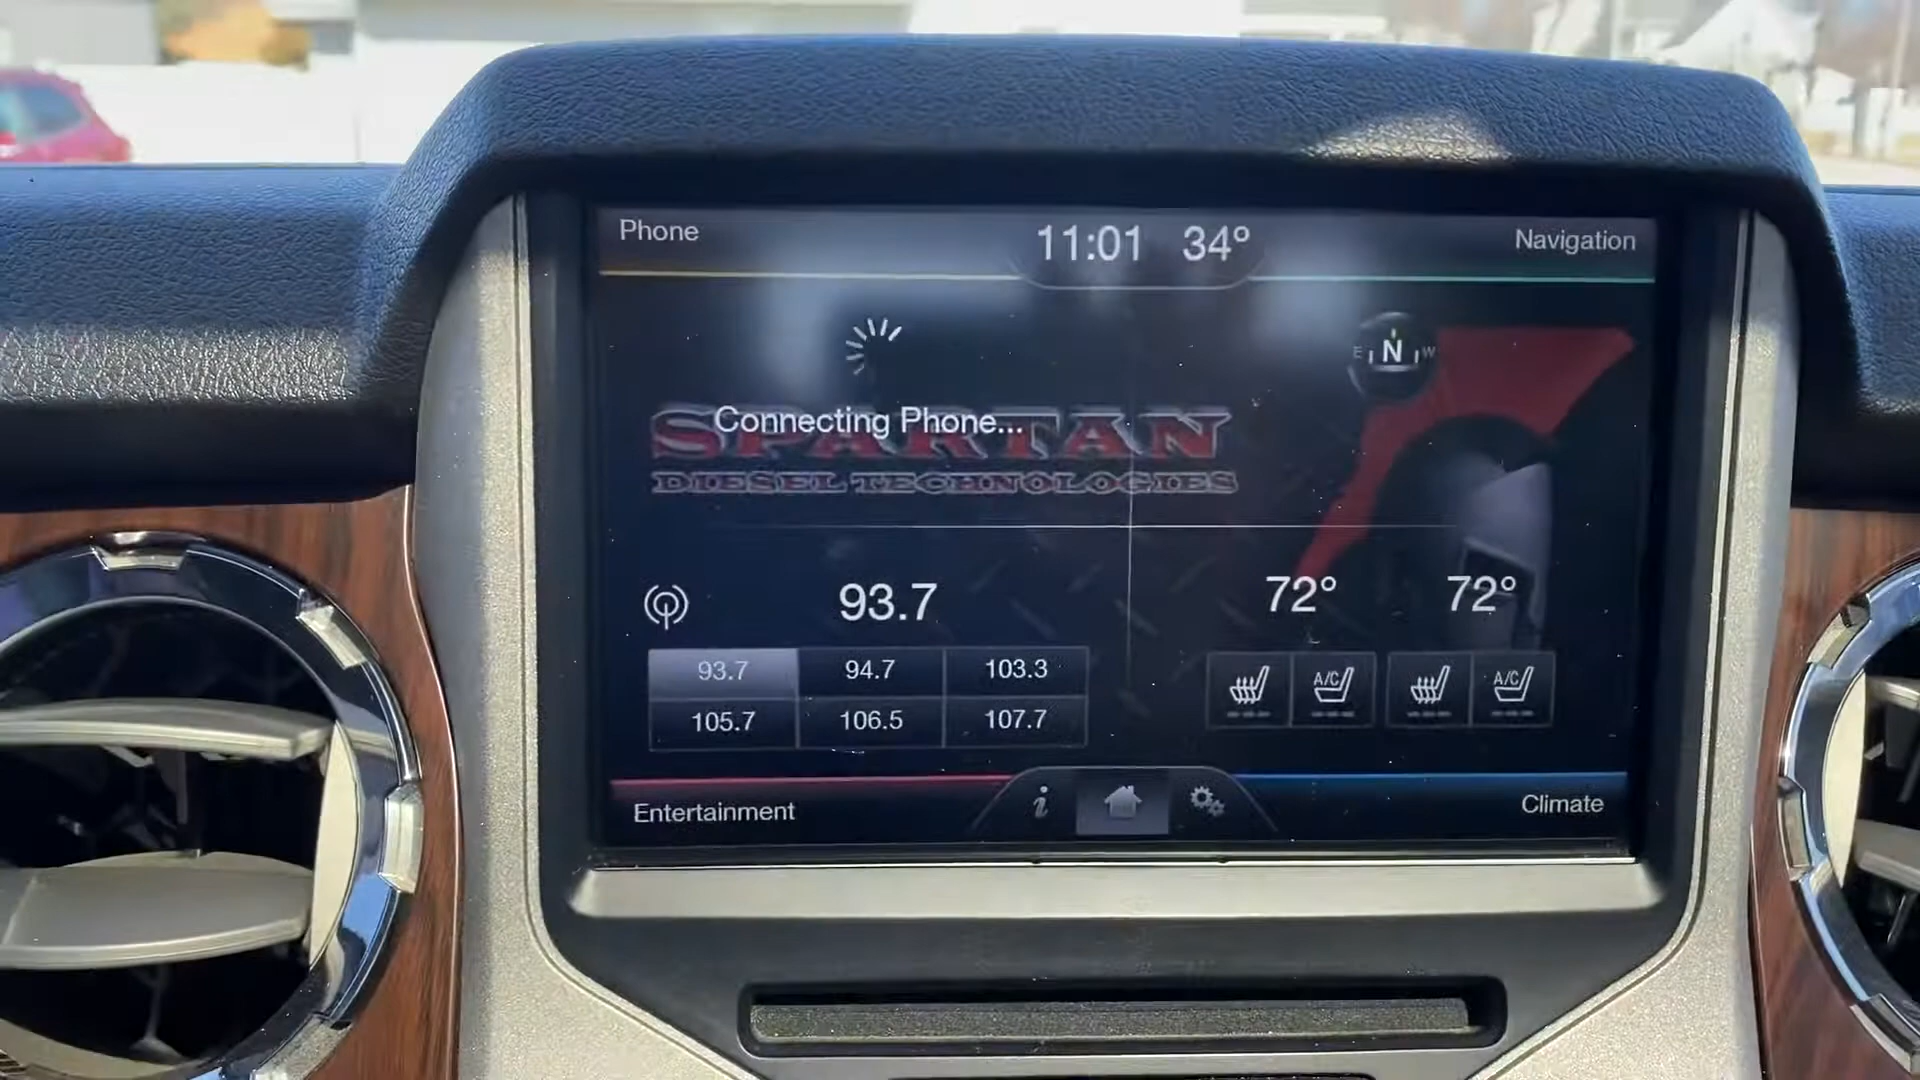 Phone
11:01 34°
Navigation
E N W
Connecting Phone...
SPARTAN
DIESEL TECHNOLOGIES
93.7
72° 72°
93.7 94.7 103.3
A/C A/C
105.7 106.5 107.7
Entertainment
i
Climate